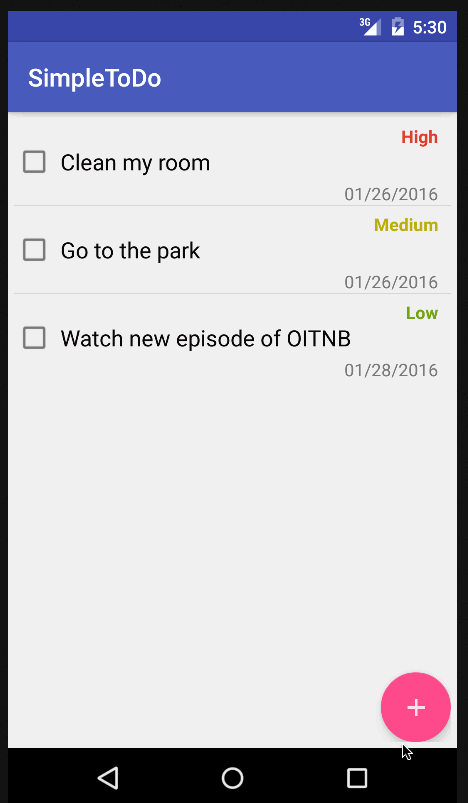 3G 5:30
SimpleToDo
High
Clean my room
01/26/2016
Medium
Go to the park
01/26/2016
Low
Watch new episode of OITNB
01/28/2016
+